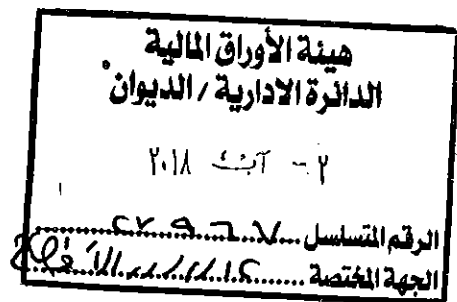 هيئة الأوراق المالية
الدائرة الادارية / الديوان
٢ - آب ٢٠١٨
الرقم المتسلسل
الجهة المختصة